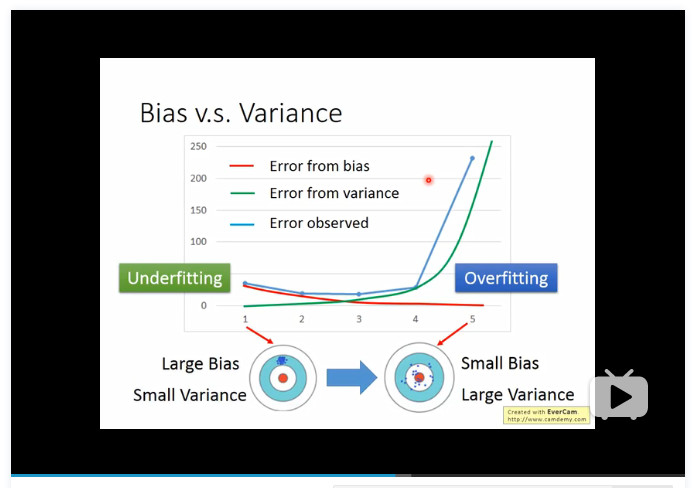 Bias v.s. Variance
250
200
150
100
0
Error from bias
Error from variance
Error observed
Underfitting
Overfitting
1
2
3
4
5
Large Bias
Small Variance
Small Bias
Large Variance
Created with EverCam
http://www.camdemy.com